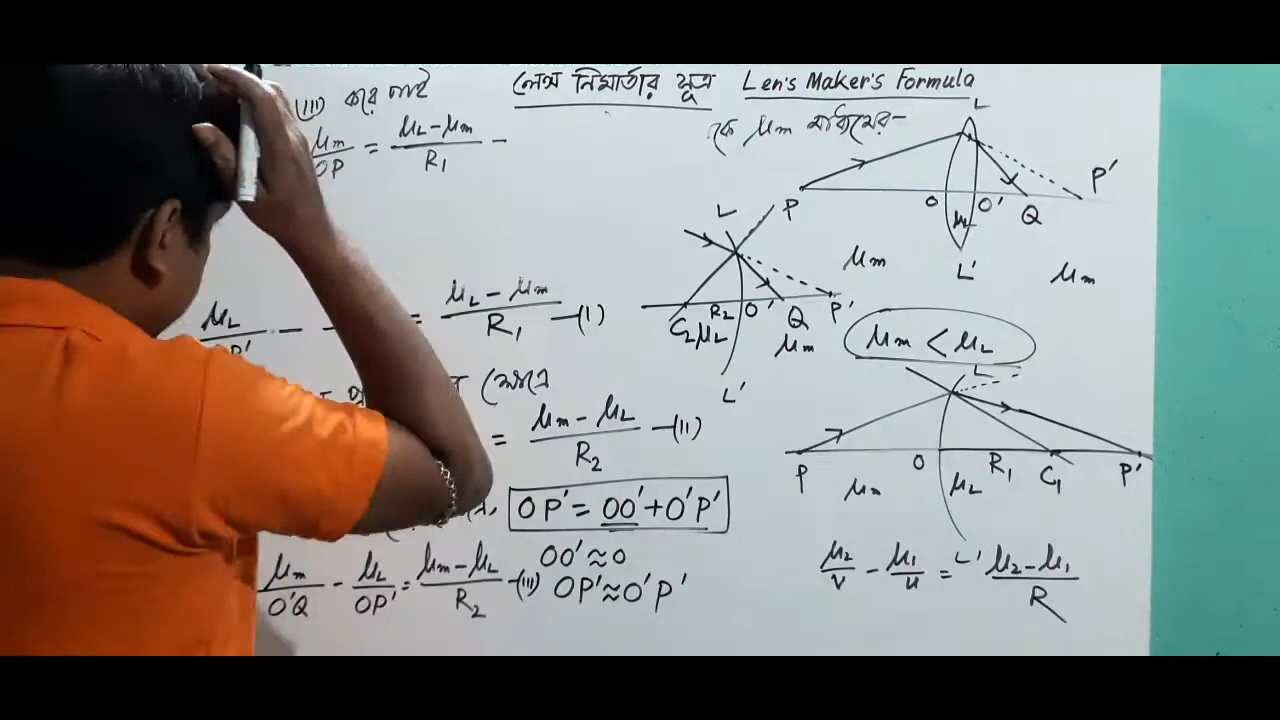 লেন্স নির্মাতার সূত্র Len's Maker's Formula
(III) করে পাই
μm/OP = μL-μm/R1 -
কে μm মাধ্যমের-
L
P O O' Q P'
μL
L'
μm μm
L
C2 R2 O' Q P'
μL μm
L'
μm < μL
μL/OP' - = μL-μm/R1 -(I)
ক্ষেত্রে
= μm-μL/R2 -(II)
OP' = OO' + O'P'
OO' ≈ 0
OP' ≈ O'P'
μm/O'Q - μL/OP' = μm-μL/R2 -(III)
L
P O R1 C1 P'
μm μL
L'
μ2/v - μ1/u = μ2-μ1/R